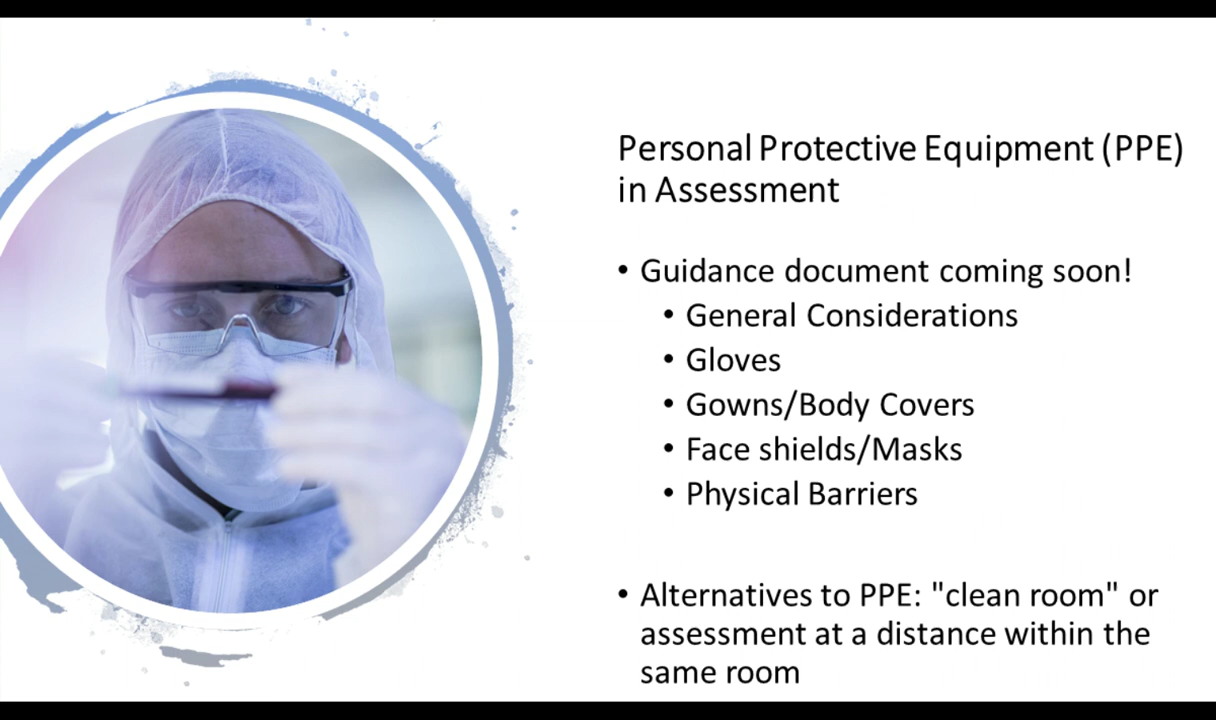 Personal Protective Equipment (PPE)
in Assessment
• Guidance document coming soon!
• General Considerations
• Gloves
• Gowns/Body Covers
• Face shields/Masks
• Physical Barriers
• Alternatives to PPE: "clean room" or
assessment at a distance within the
same room